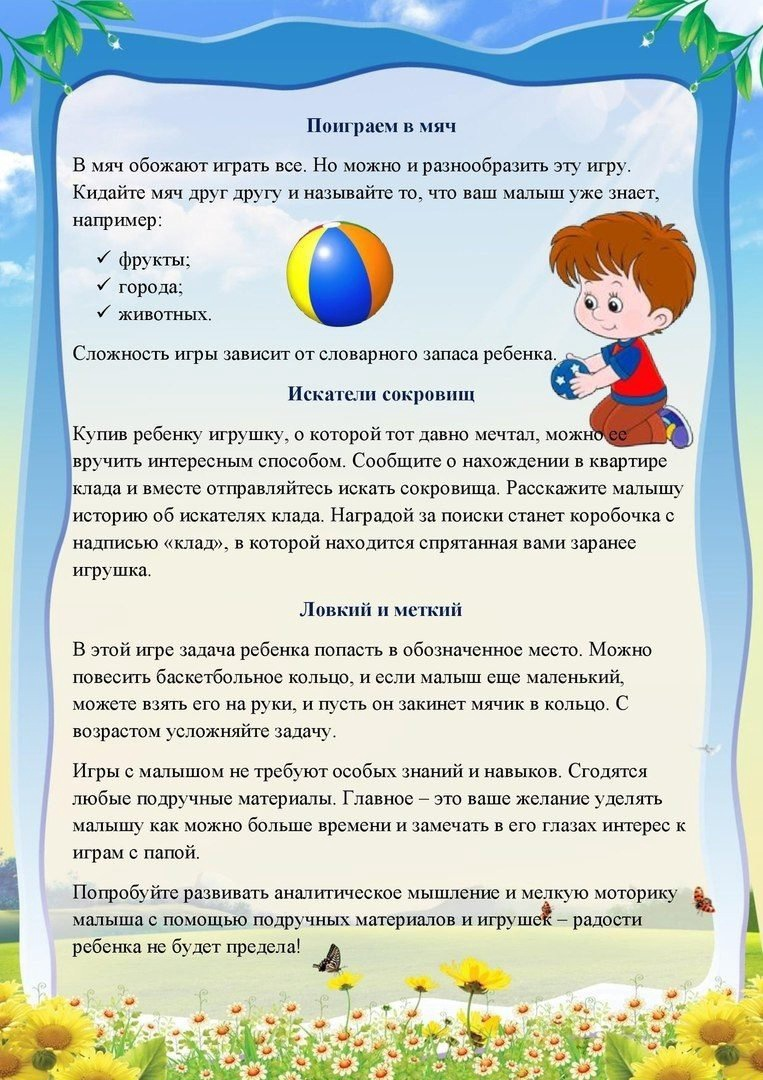 Поиграем в мяч
В мяч обожают играть все. Но можно и разнообразить эту игру.
Кидайте мяч друг другу и называйте то, что ваш малыш уже знает,
например:
✓ фрукты;
✓ города;
✓ животных.
Сложность игры зависит от словарного запаса ребенка.
Искатели сокровищ
Купив ребенку игрушку, о которой тот давно мечтал, можно ее
вручить интересным способом. Сообщите о нахождении в квартире
клада и вместе отправляйтесь искать сокровища. Расскажите малышу
историю об искателях клада. Наградой за поиски станет коробочка с
надписью «клад», в которой находится спрятанная вами заранее
игрушка.
Ловкий и меткий
В этой игре задача ребенка попасть в обозначенное место. Можно
повесить баскетбольное кольцо, и если малыш еще маленький,
можете взять его на руки, и пусть он закинет мячик в кольцо. С
возрастом усложняйте задачу.
Игры с малышом не требуют особых знаний и навыков. Сгодятся
любые подручные материалы. Главное – это ваше желание уделять
малышу как можно больше времени и замечать в его глазах интерес к
играм с папой.
Попробуйте развивать аналитическое мышление и мелкую моторику
малыша с помощью подручных материалов и игрушек – радости
ребенка не будет предела!